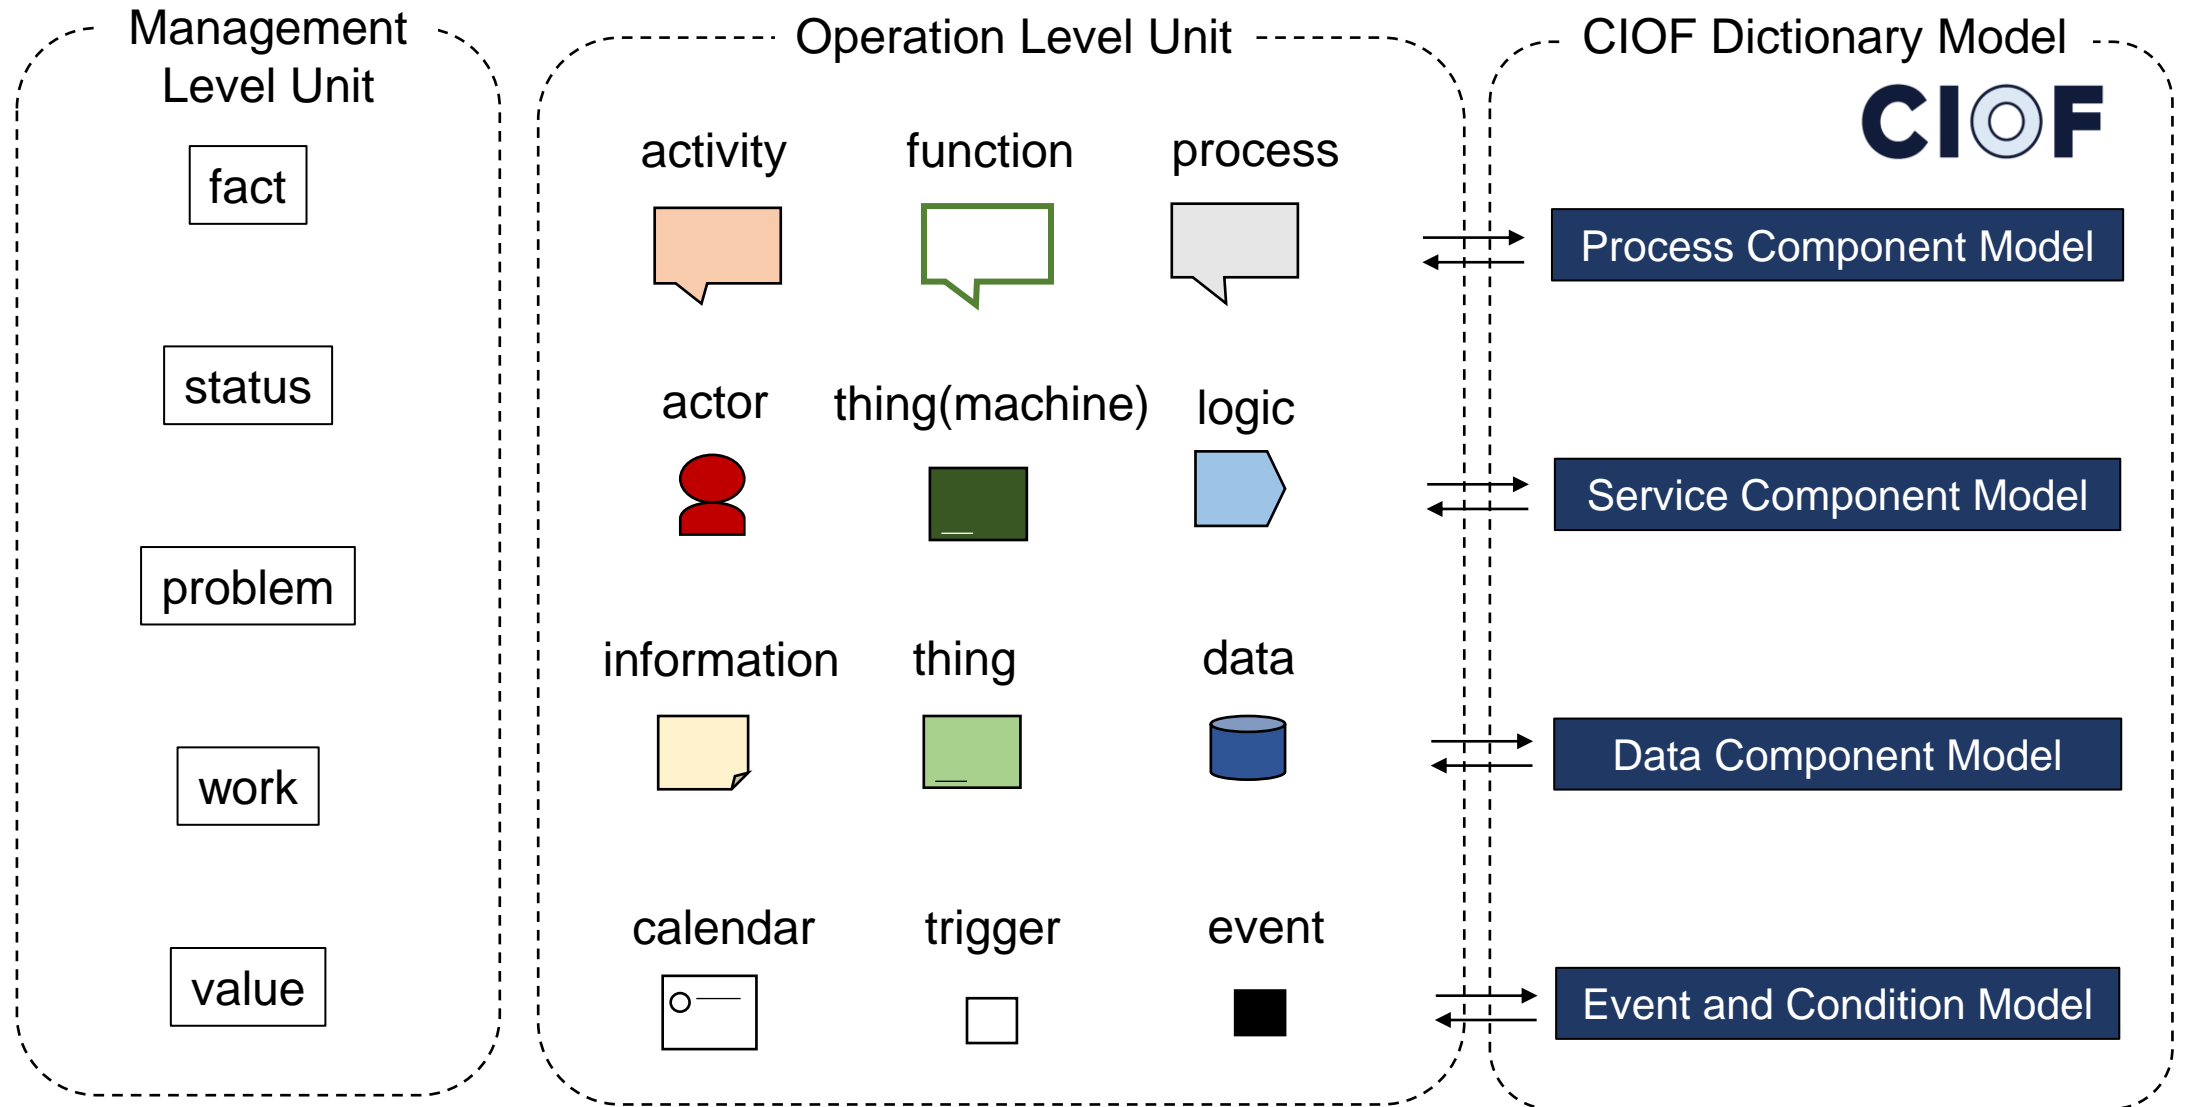 Management
Level Unit
fact
status
problem
work
value
Operation Level Unit
activity
function
process
actor
thing(machine)
logic
information
thing
data
calendar
trigger
event
CIOF Dictionary Model
CIOF
Process Component Model
Service Component Model
Data Component Model
Event and Condition Model